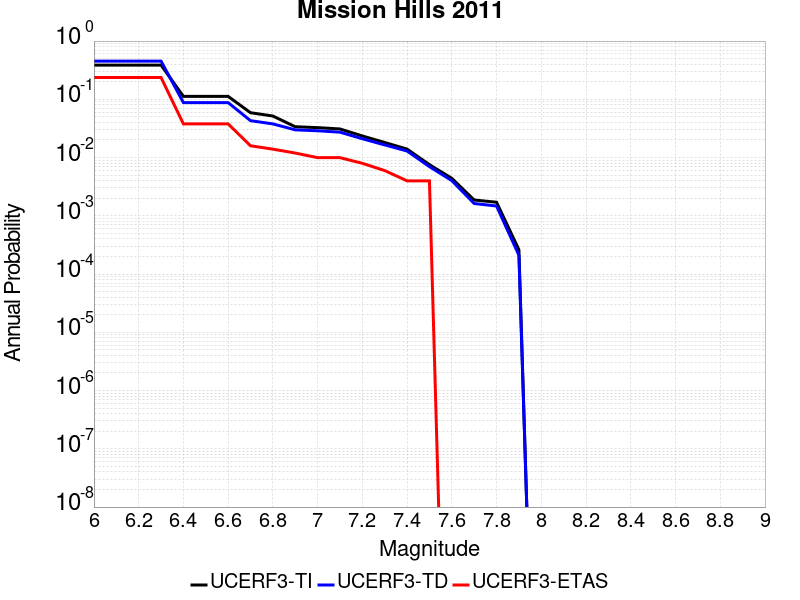 Mission Hills 2011
10^0
10^-1
10^-2
10^-3
10^-4
10^-5
10^-6
10^-7
10^-8
Annual Probability
6 6.2 6.4 6.6 6.8 7 7.2 7.4 7.6 7.8 8 8.2 8.4 8.6 8.8 9
Magnitude
UCERF3-TI UCERF3-TD UCERF3-ETAS